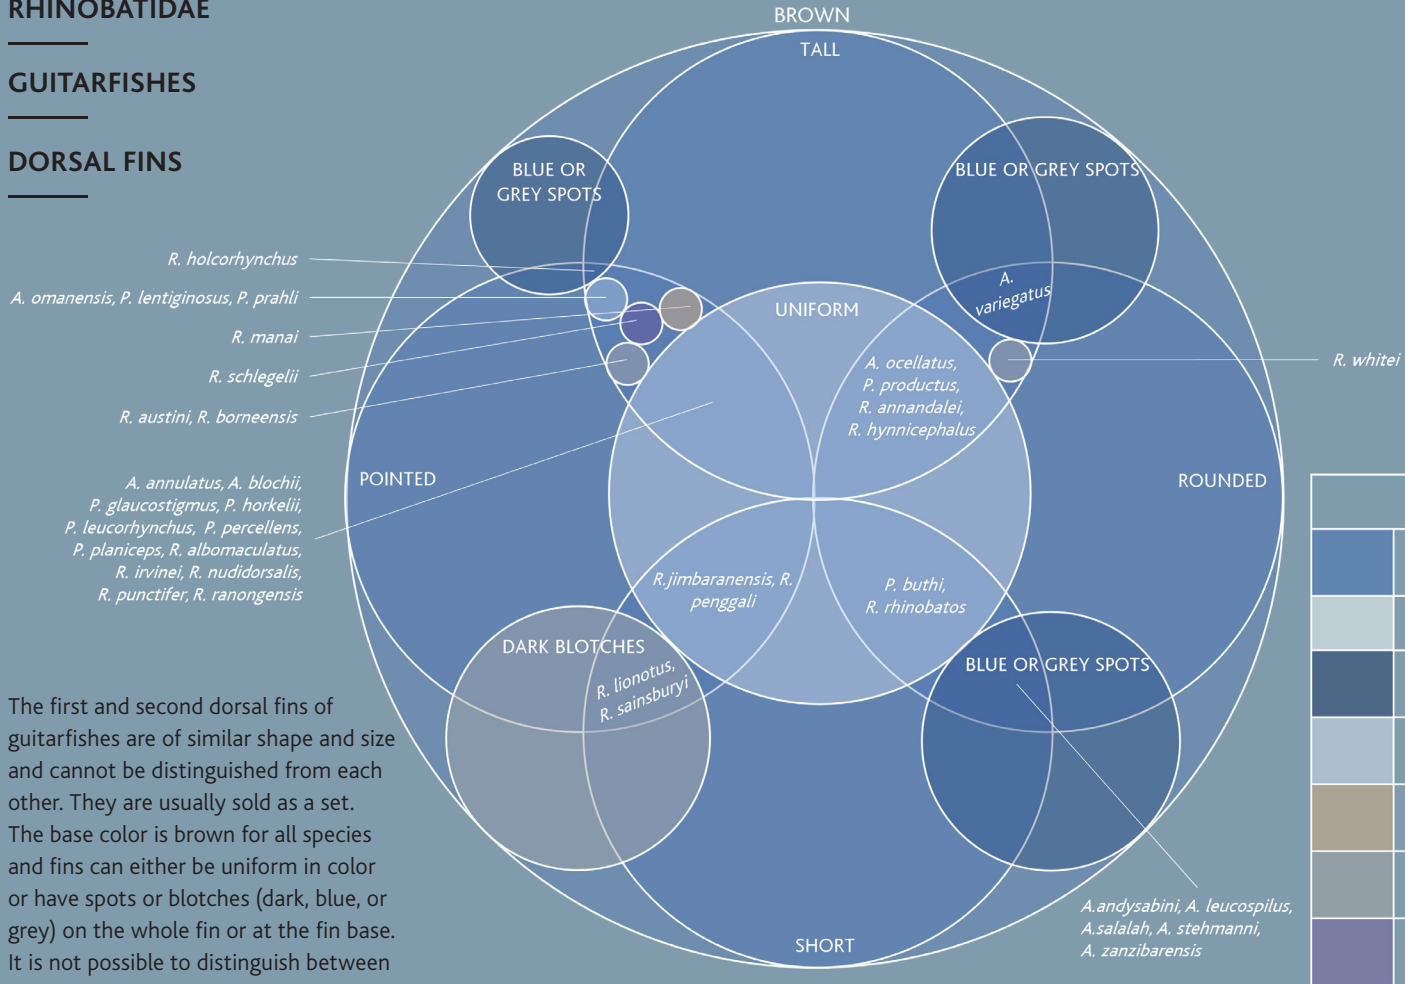 RHINOBATIDAE
GUITARFISHES
DORSAL FINS
BROWN
TALL
BLUE OR
GREY SPOTS
BLUE OR GREY SPOTS
R. holcorhynchus
A. omanensis, P. lentiginosus, P. prahli
R. manai
R. schlegelii
R. austini, R. borneensis
A.
variegatus
UNIFORM
A. ocellatus,
P. productus,
R. annandalei,
R. hynnicephalus
R. whitei
POINTED
ROUNDED
A. annulatus, A. blochii,
P. glaucostigmus, P. horkelii,
P. leucorhynchus, P. percellens,
P. planiceps, R. albomaculatus,
R. irvinei, R. nudidorsalis,
R. punctifer, R. ranongensis
R.jimbaranensis, R.
penggali
P. buthi,
R. rhinobatos
DARK BLOTCHES
R. lionotus,
R. sainsburyi
BLUE OR GREY SPOTS
A.andysabini, A. leucospilus,
A.salalah, A. stehmanni,
A. zanzibarensis
SHORT
The first and second dorsal fins of
guitarfishes are of similar shape and size
and cannot be distinguished from each
other. They are usually sold as a set.
The base color is brown for all species
and fins can either be uniform in color
or have spots or blotches (dark, blue, or
grey) on the whole fin or at the fin base.
It is not possible to distinguish between